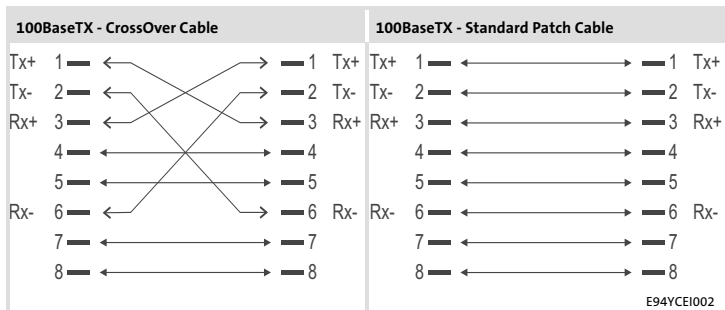 100BaseTX - CrossOver Cable 100BaseTX - Standard Patch Cable
Tx+ 1 1 Tx+ Tx+ 1 1 Tx+
Tx- 2 2 Tx- Tx- 2 2 Tx-
Rx+ 3 3 Rx+ Rx+ 3 3 Rx+
4 4 4 4
5 5 5 5
Rx- 6 6 Rx- Rx- 6 6 Rx-
7 7 7 7
8 8 8 8
E94YCEI002